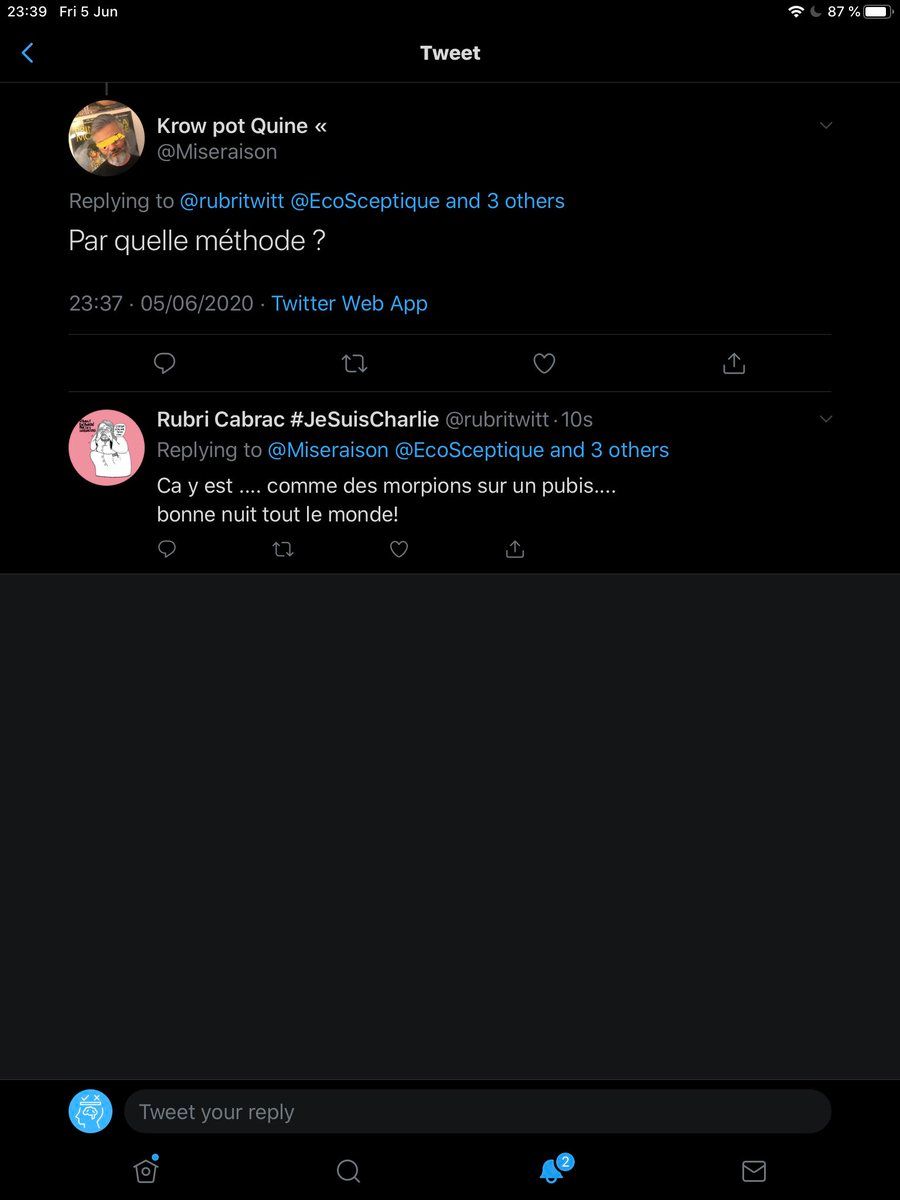 23:39 Fri 5 Jun 87 %
Tweet
Krow pot Quine «
@Miseraison
Replying to @rubritwitt @EcoSceptique and 3 others
Par quelle méthode ?
23:37 · 05/06/2020 · Twitter Web App
Rubri Cabrac #JeSuisCharlie @rubritwitt · 10s
Replying to @Miseraison @EcoSceptique and 3 others
Ca y est .... comme des morpions sur un pubis....
bonne nuit tout le monde!
Tweet your reply
2